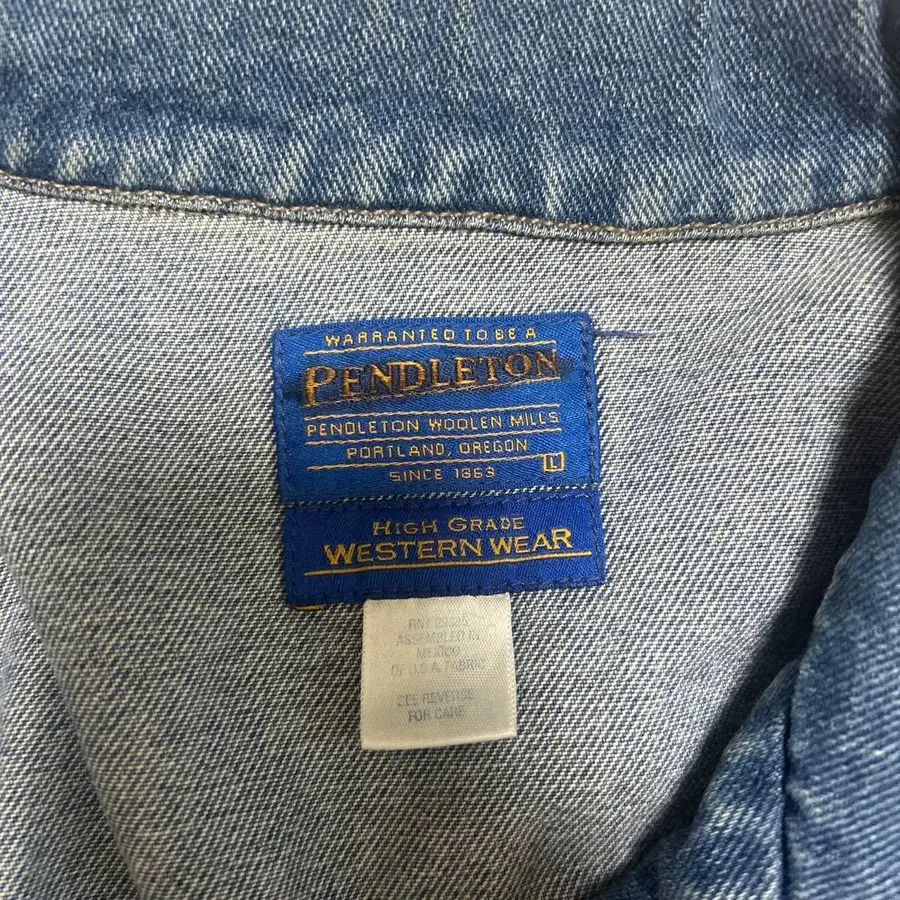 WARRANTED TO BE A
PENDLETON
PENDLETON WOOLEN MILLS
PORTLAND, OREGON
SINCE 1863 L
HIGH GRADE
WESTERN WEAR
RN
ASSEMBLED IN
MEXICO
OF U.S.A. FABRIC
SEE REVERSE
FOR CARE